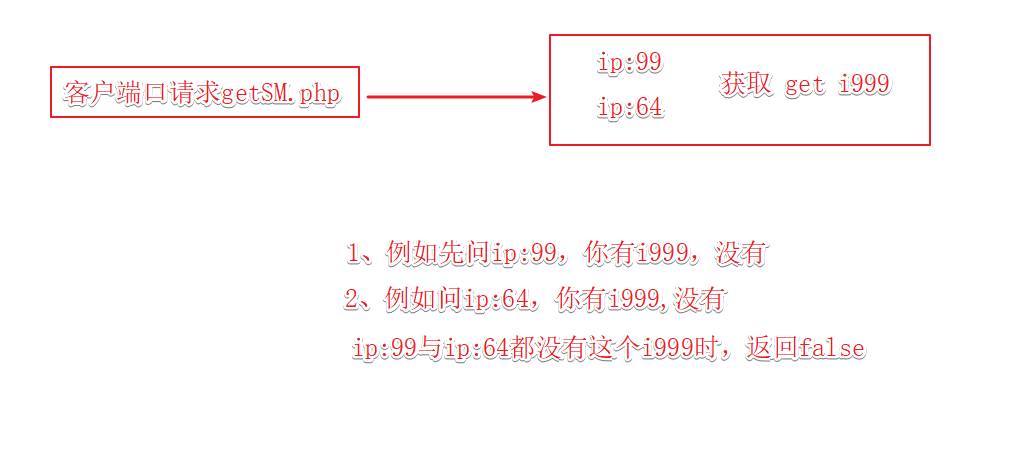 客户端口请求getSM.php
ip:99
ip:64
获取 get i999
1、例如先问ip:99，你有i999，没有
2、例如问ip:64，你有i999,没有
ip:99与ip:64都没有这个i999时，返回false